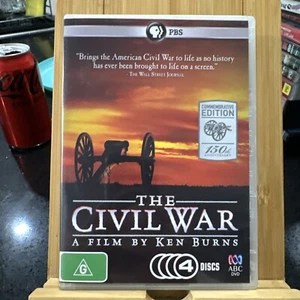 PBS
"Brings the American Civil War to life as no history
has ever been brought to life on a screen."
THE WALL STREET JOURNAL
COMMEMORATIVE
EDITION
150th
ANNIVERSARY
THE
CIVIL WAR
A FILM BY KEN BURNS
G
4 DISCS
ABC
DVD